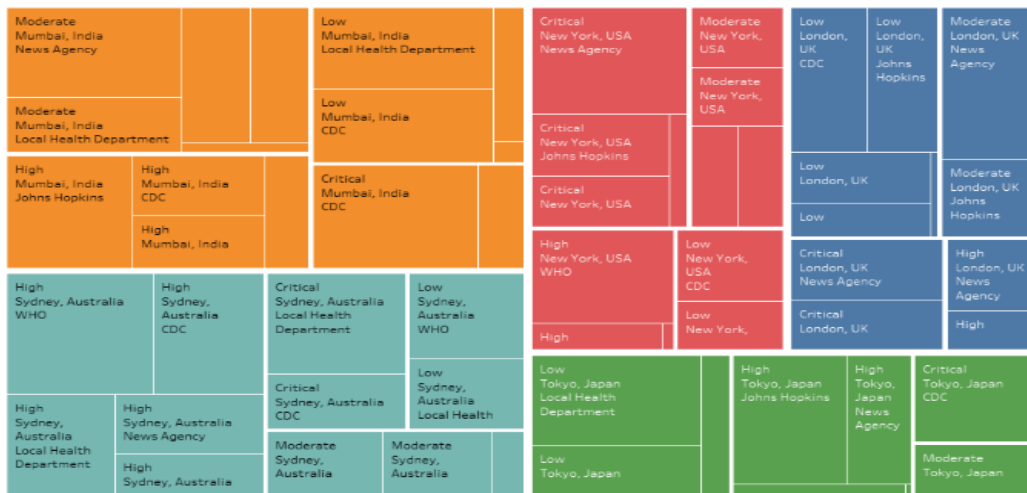 Moderate
Mumbai, India
News Agency
Moderate
Mumbai, India
Local Health Department
Low
Mumbai, India
Local Health Department
Low
Mumbai, India
CDC
High
Mumbai, India
Johns Hopkins
High
Mumbai, India
CDC
High
Mumbai, India
Critical
Mumbai, India
CDC
High
Sydney, Australia
WHO
High
Sydney,
Australia
CDC
High
Sydney,
Australia
Local Health
Department
High
Sydney, Australia
News Agency
High
Sydney, Australia
Critical
Sydney, Australia
Local Health
Department
Critical
Sydney, Australia
CDC
Low
Sydney,
Australia
WHO
Low
Sydney,
Australia
Local Health
Moderate
Sydney,
Australia
Moderate
Sydney,
Australia
Critical
New York, USA
News Agency
Critical
New York, USA
Johns Hopkins
Critical
New York, USA
Moderate
New York,
USA
Moderate
New York,
USA
High
New York, USA
WHO
High
Low
New York,
USA
CDC
Low
New York,
Low
London,
UK
CDC
Low
London,
UK
Johns
Hopkins
Low
London, UK
Low
Moderate
London, UK
News
Agency
Moderate
London, UK
Johns
Hopkins
Critical
London, UK
News Agency
Critical
London, UK
High
London, UK
News
Agency
High
Low
Tokyo, Japan
Local Health
Department
Low
Tokyo, Japan
High
Tokyo, Japan
Johns Hopkins
High
Tokyo,
Japan
News
Agency
Critical
Tokyo, Japan
CDC
Moderate
Tokyo, Japan